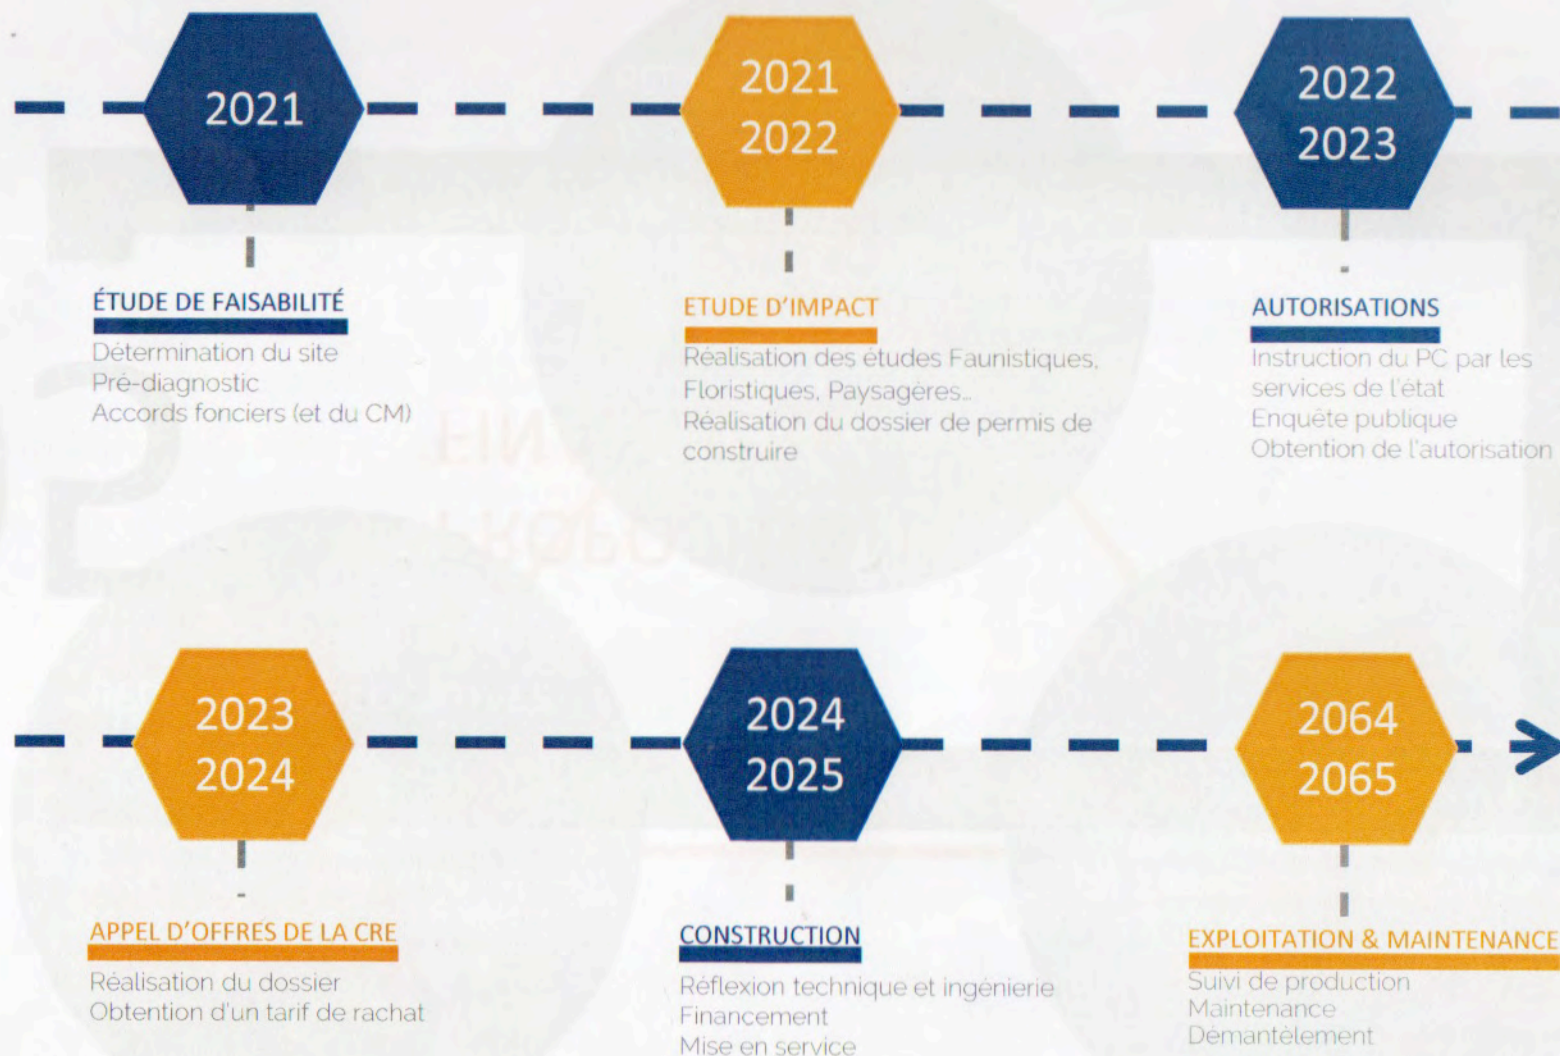 2021
2021
2022
2022
2023
ÉTUDE DE FAISABILITÉ
Détermination du site
Pré-diagnostic
Accords fonciers (et du CM)
ETUDE D'IMPACT
Réalisation des études Faunistiques,
Floristiques, Paysagères...
Réalisation du dossier de permis de
construire
AUTORISATIONS
Instruction du PC par les
services de l'état
Enquête publique
Obtention de l'autorisation
2023
2024
2024
2025
2064
2065
APPEL D'OFFRES DE LA CRE
Réalisation du dossier
Obtention d'un tarif de rachat
CONSTRUCTION
Réflexion technique et ingénierie
Financement
Mise en service
EXPLOITATION & MAINTENANCE
Suivi de production
Maintenance
Démantèlement